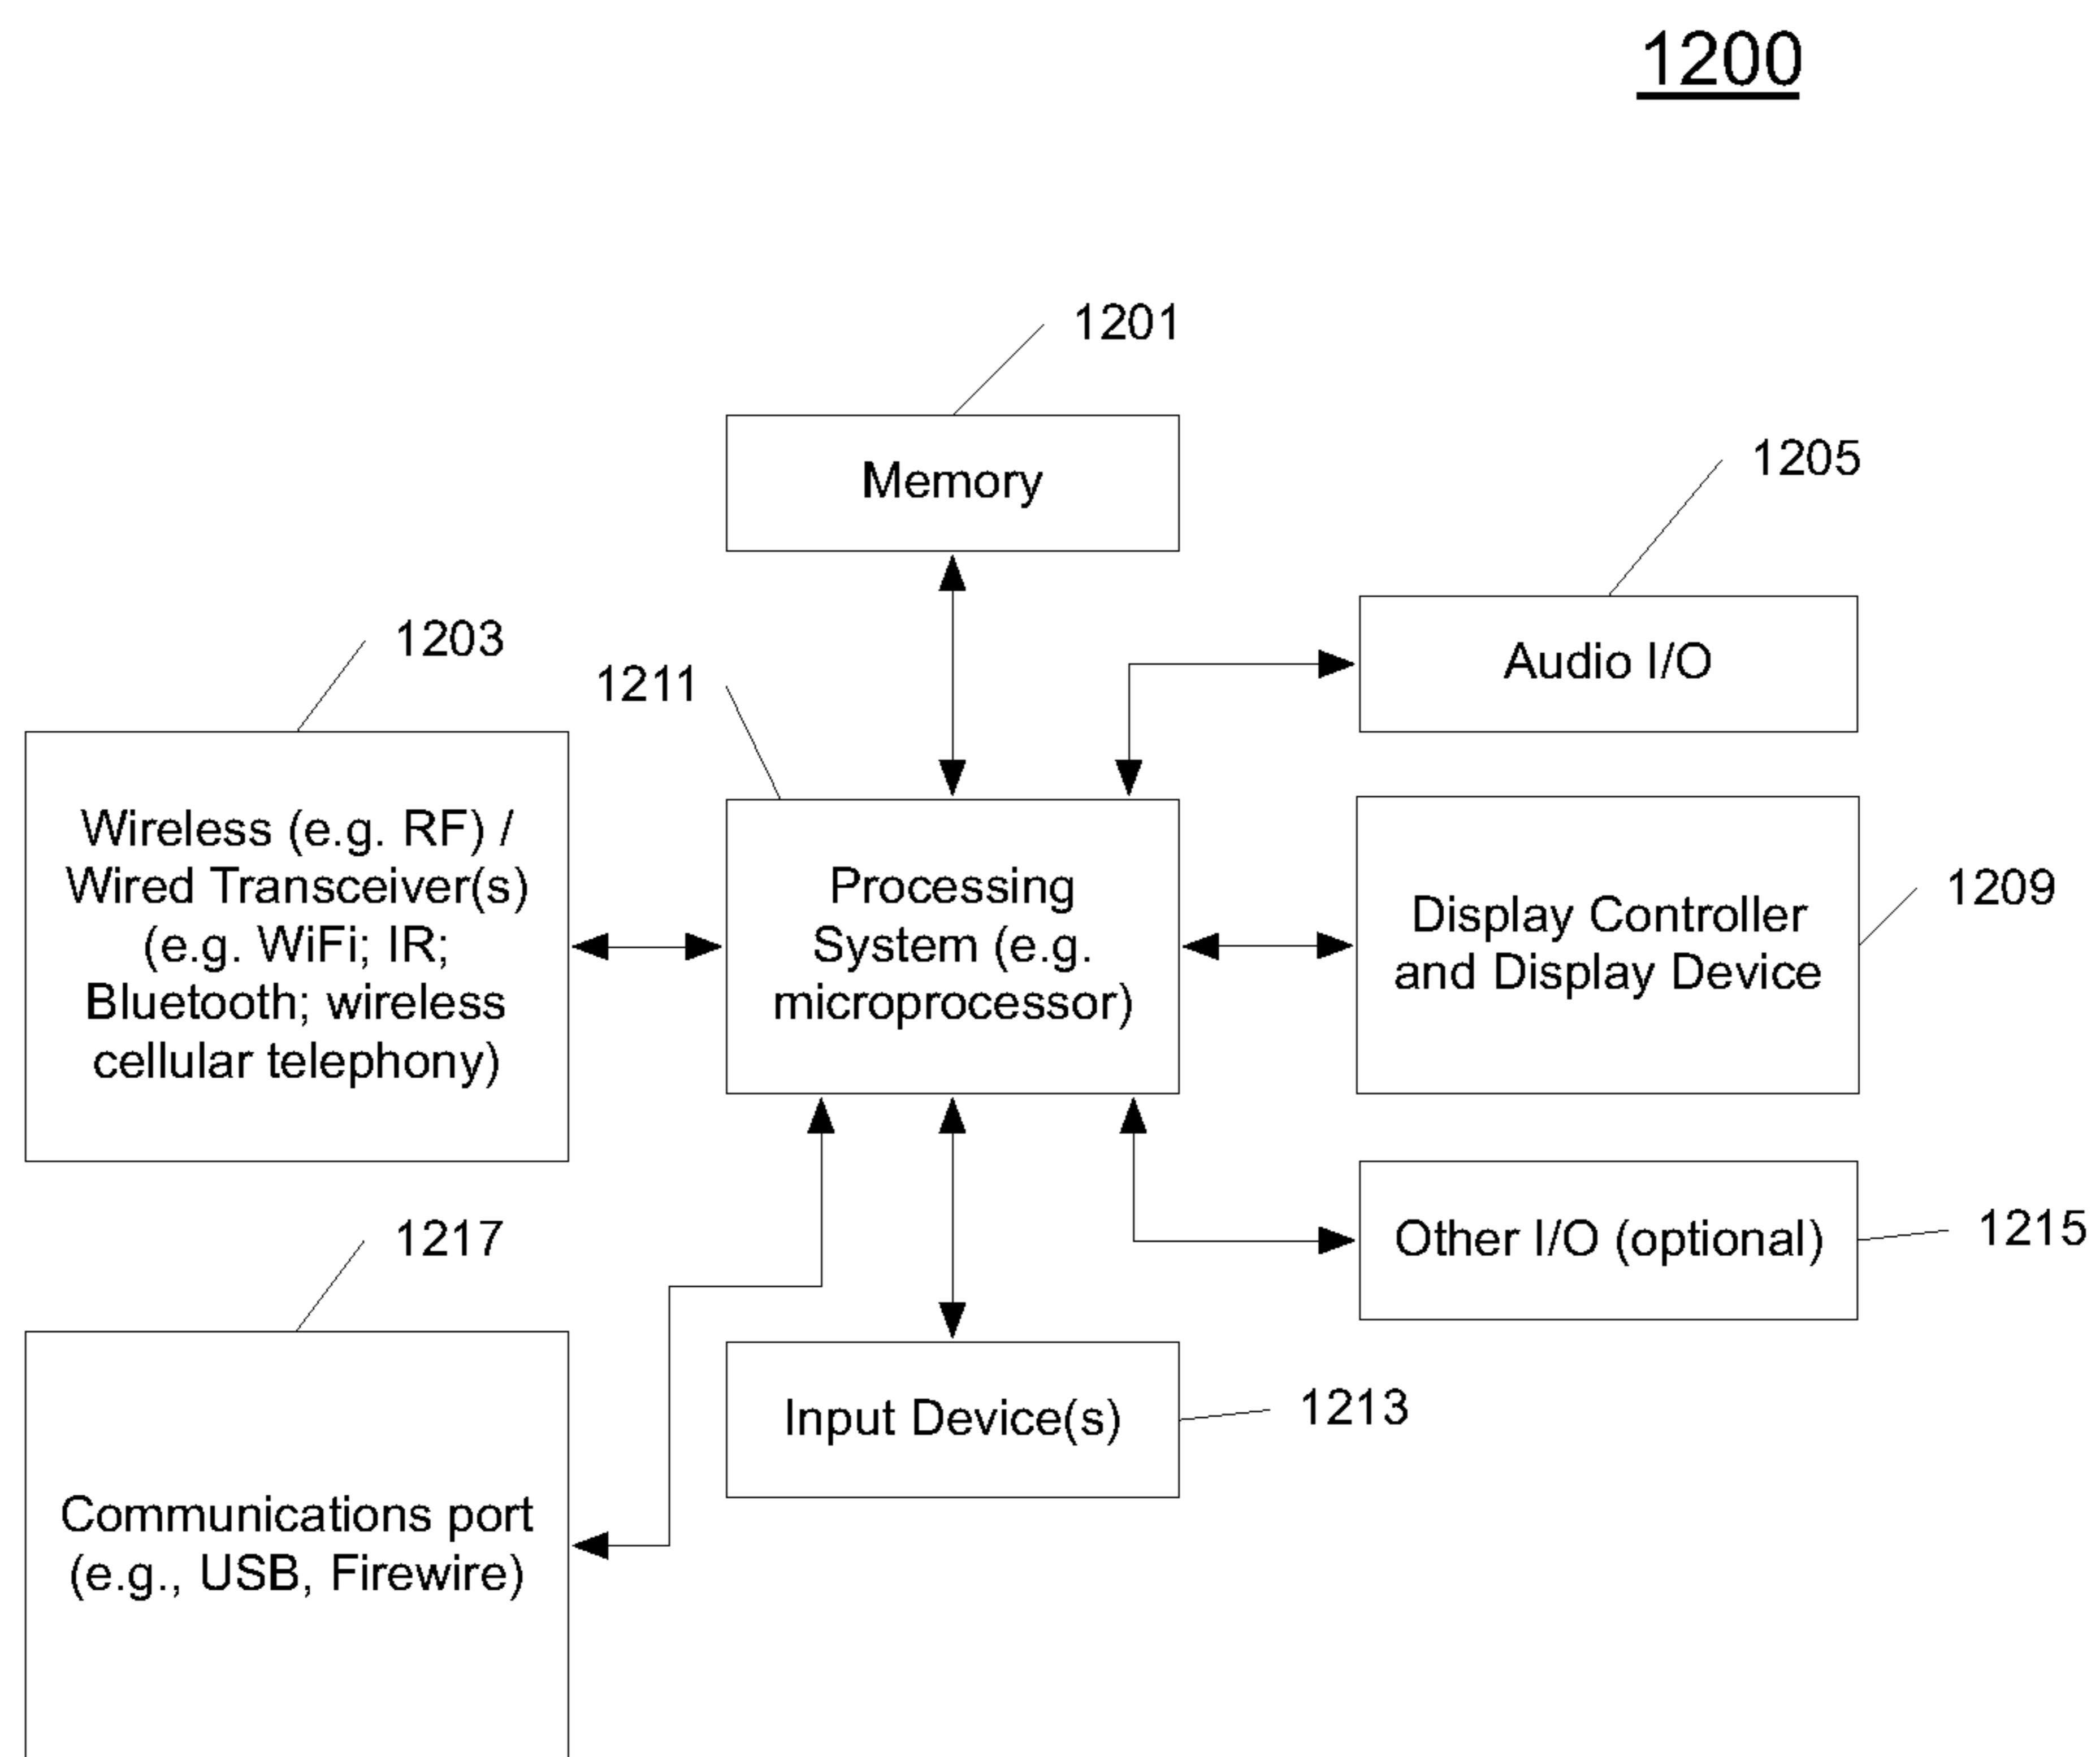 1200
1201
Memory
1205
Audio I/O
1203
Wireless (e.g. RF) /
Wired Transceiver(s)
(e.g. WiFi; IR;
Bluetooth; wireless
cellular telephony)
1211
Processing
System (e.g.
microprocessor)
Display Controller
and Display Device
1209
Other I/O (optional)
1215
1217
Communications port
(e.g., USB, Firewire)
Input Device(s)
1213